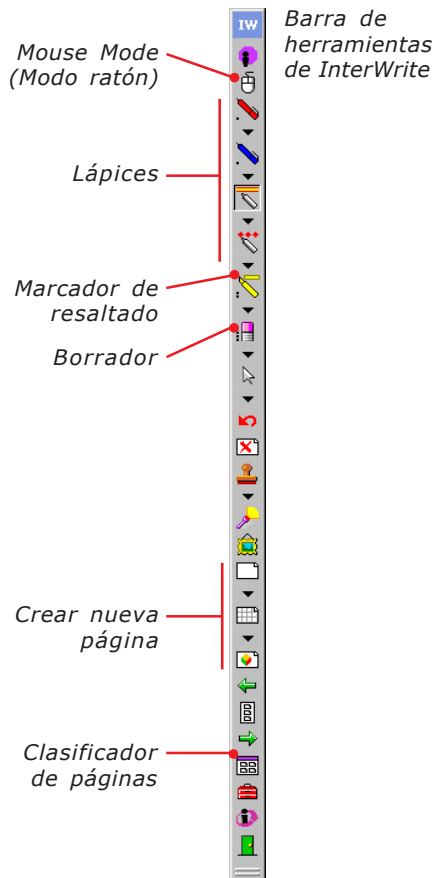 IW
Barra de
herramientas
de InterWrite
Mouse Mode
(Modo ratón)
Lápices
Marcador de
resaltado
Borrador
Crear nueva
página
Clasificador
de páginas